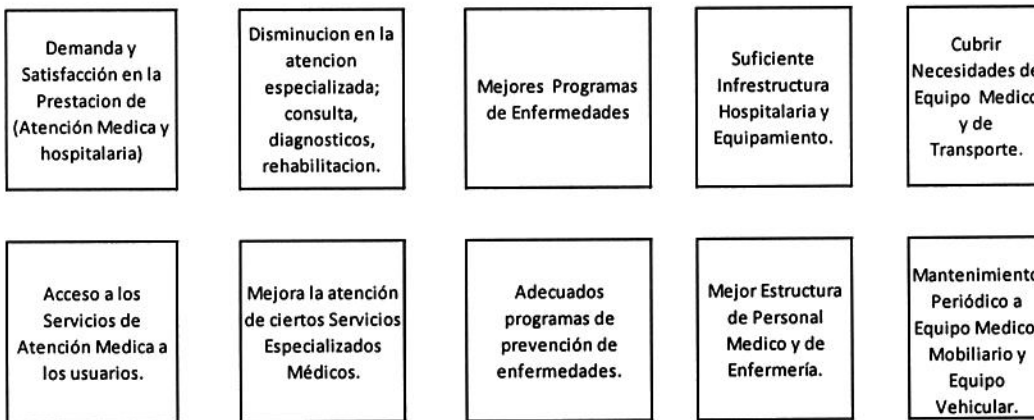 Demanda y
Satisfacción en la
Prestacion de
(Atención Medica y
hospitalaria)
Disminucion en la
atencion
especializada;
consulta,
diagnosticos,
rehabilitacion.
Mejores Programas
de Enfermedades
Suficiente
Infrestructura
Hospitalaria y
Equipamiento.
Cubrir
Necesidades de
Equipo Medico
y de
Transporte.
Acceso a los
Servicios de
Atención Medica a
los usuarios.
Mejora la atención
de ciertos Servicios
Especializados
Médicos.
Adecuados
programas de
prevención de
enfermedades.
Mejor Estructura
de Personal
Medico y de
Enfermería.
Mantenimiento
Periódico a
Equipo Medico
Mobiliario y
Equipo
Vehicular.